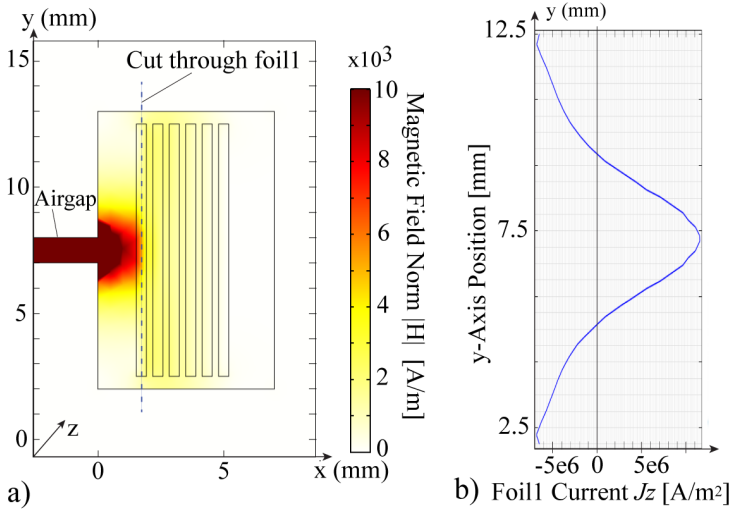 y (mm)
15
10
5
0
Cut through foil1
Airgap
z
0
5
x (mm)
a)
x10³
10
8
6
4
2
0
Magnetic Field Norm |H| [A/m]
y (mm)
12.5
7.5
2.5
y-Axis Position [mm]
-5e6 0 5e6
b) Foil1 Current Jz [A/m²]